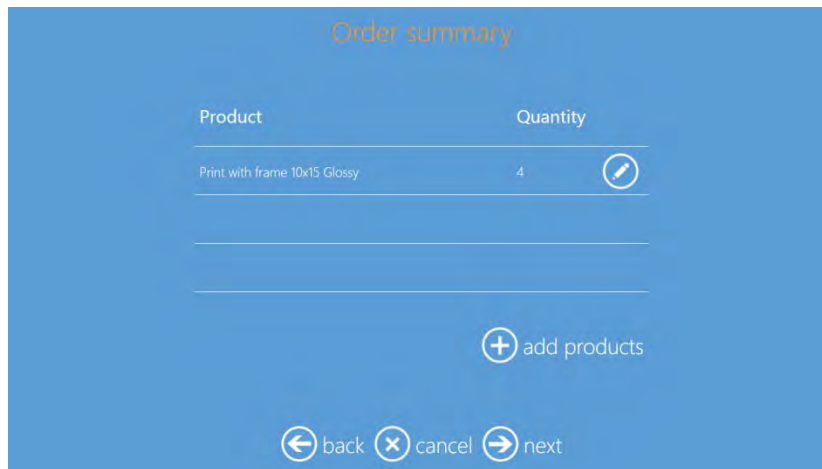 Order summary
Product Quantity
Print with frame 10x15 Glossy 4
add products
back cancel next